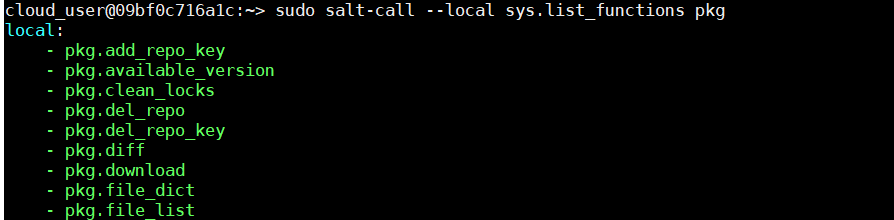 cloud_user@09bf0c716a1c:~> sudo salt-call --local sys.list_functions pkg
local:
    - pkg.add_repo_key
    - pkg.available_version
    - pkg.clean_locks
    - pkg.del_repo
    - pkg.del_repo_key
    - pkg.diff
    - pkg.download
    - pkg.file_dict
    - pkg.file_list